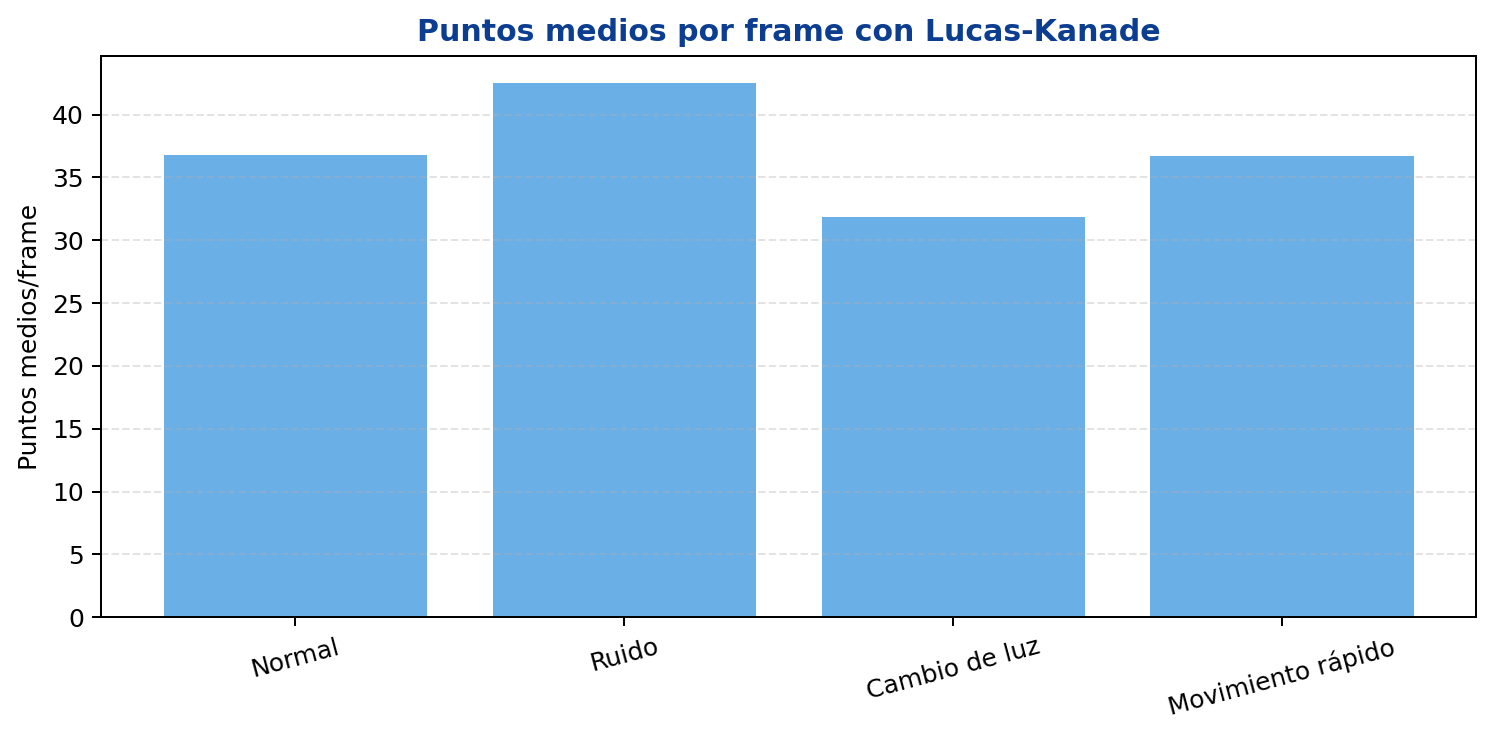 Puntos medios por frame con Lucas-Kanade
Puntos medios/frame
40
35
30
25
20
15
10
5
0
Normal
Ruido
Cambio de luz
Movimiento rápido